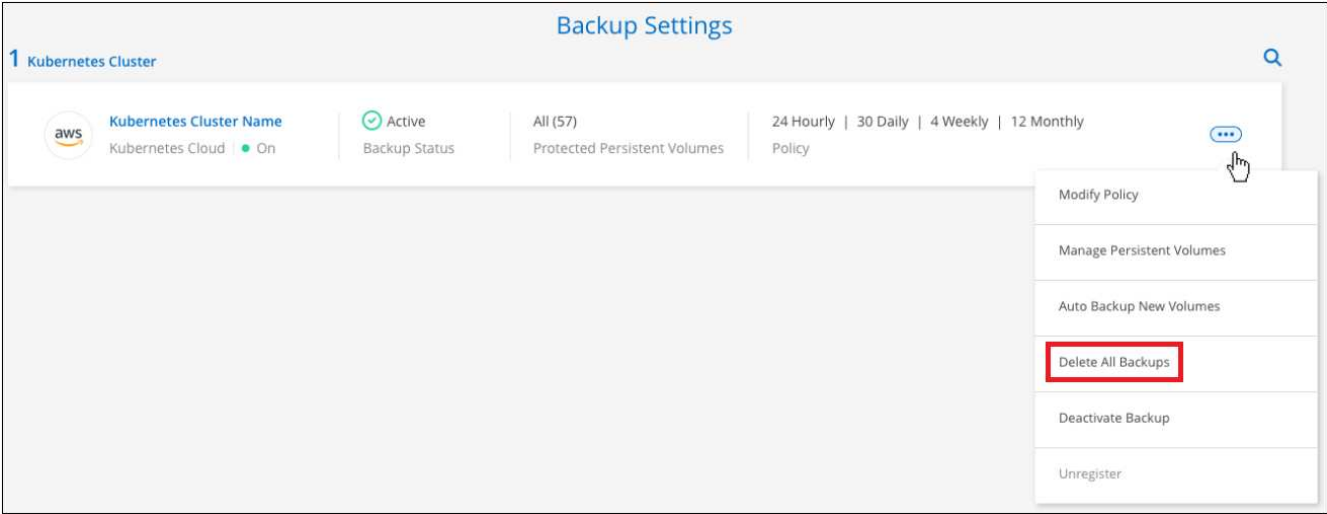 Backup Settings
1 Kubernetes Cluster
aws
Kubernetes Cluster Name
Kubernetes Cloud On
Active
Backup Status
All (57)
Protected Persistent Volumes
24 Hourly | 30 Daily | 4 Weekly | 12 Monthly
Policy
Modify Policy
Manage Persistent Volumes
Auto Backup New Volumes
Delete All Backups
Deactivate Backup
Unregister